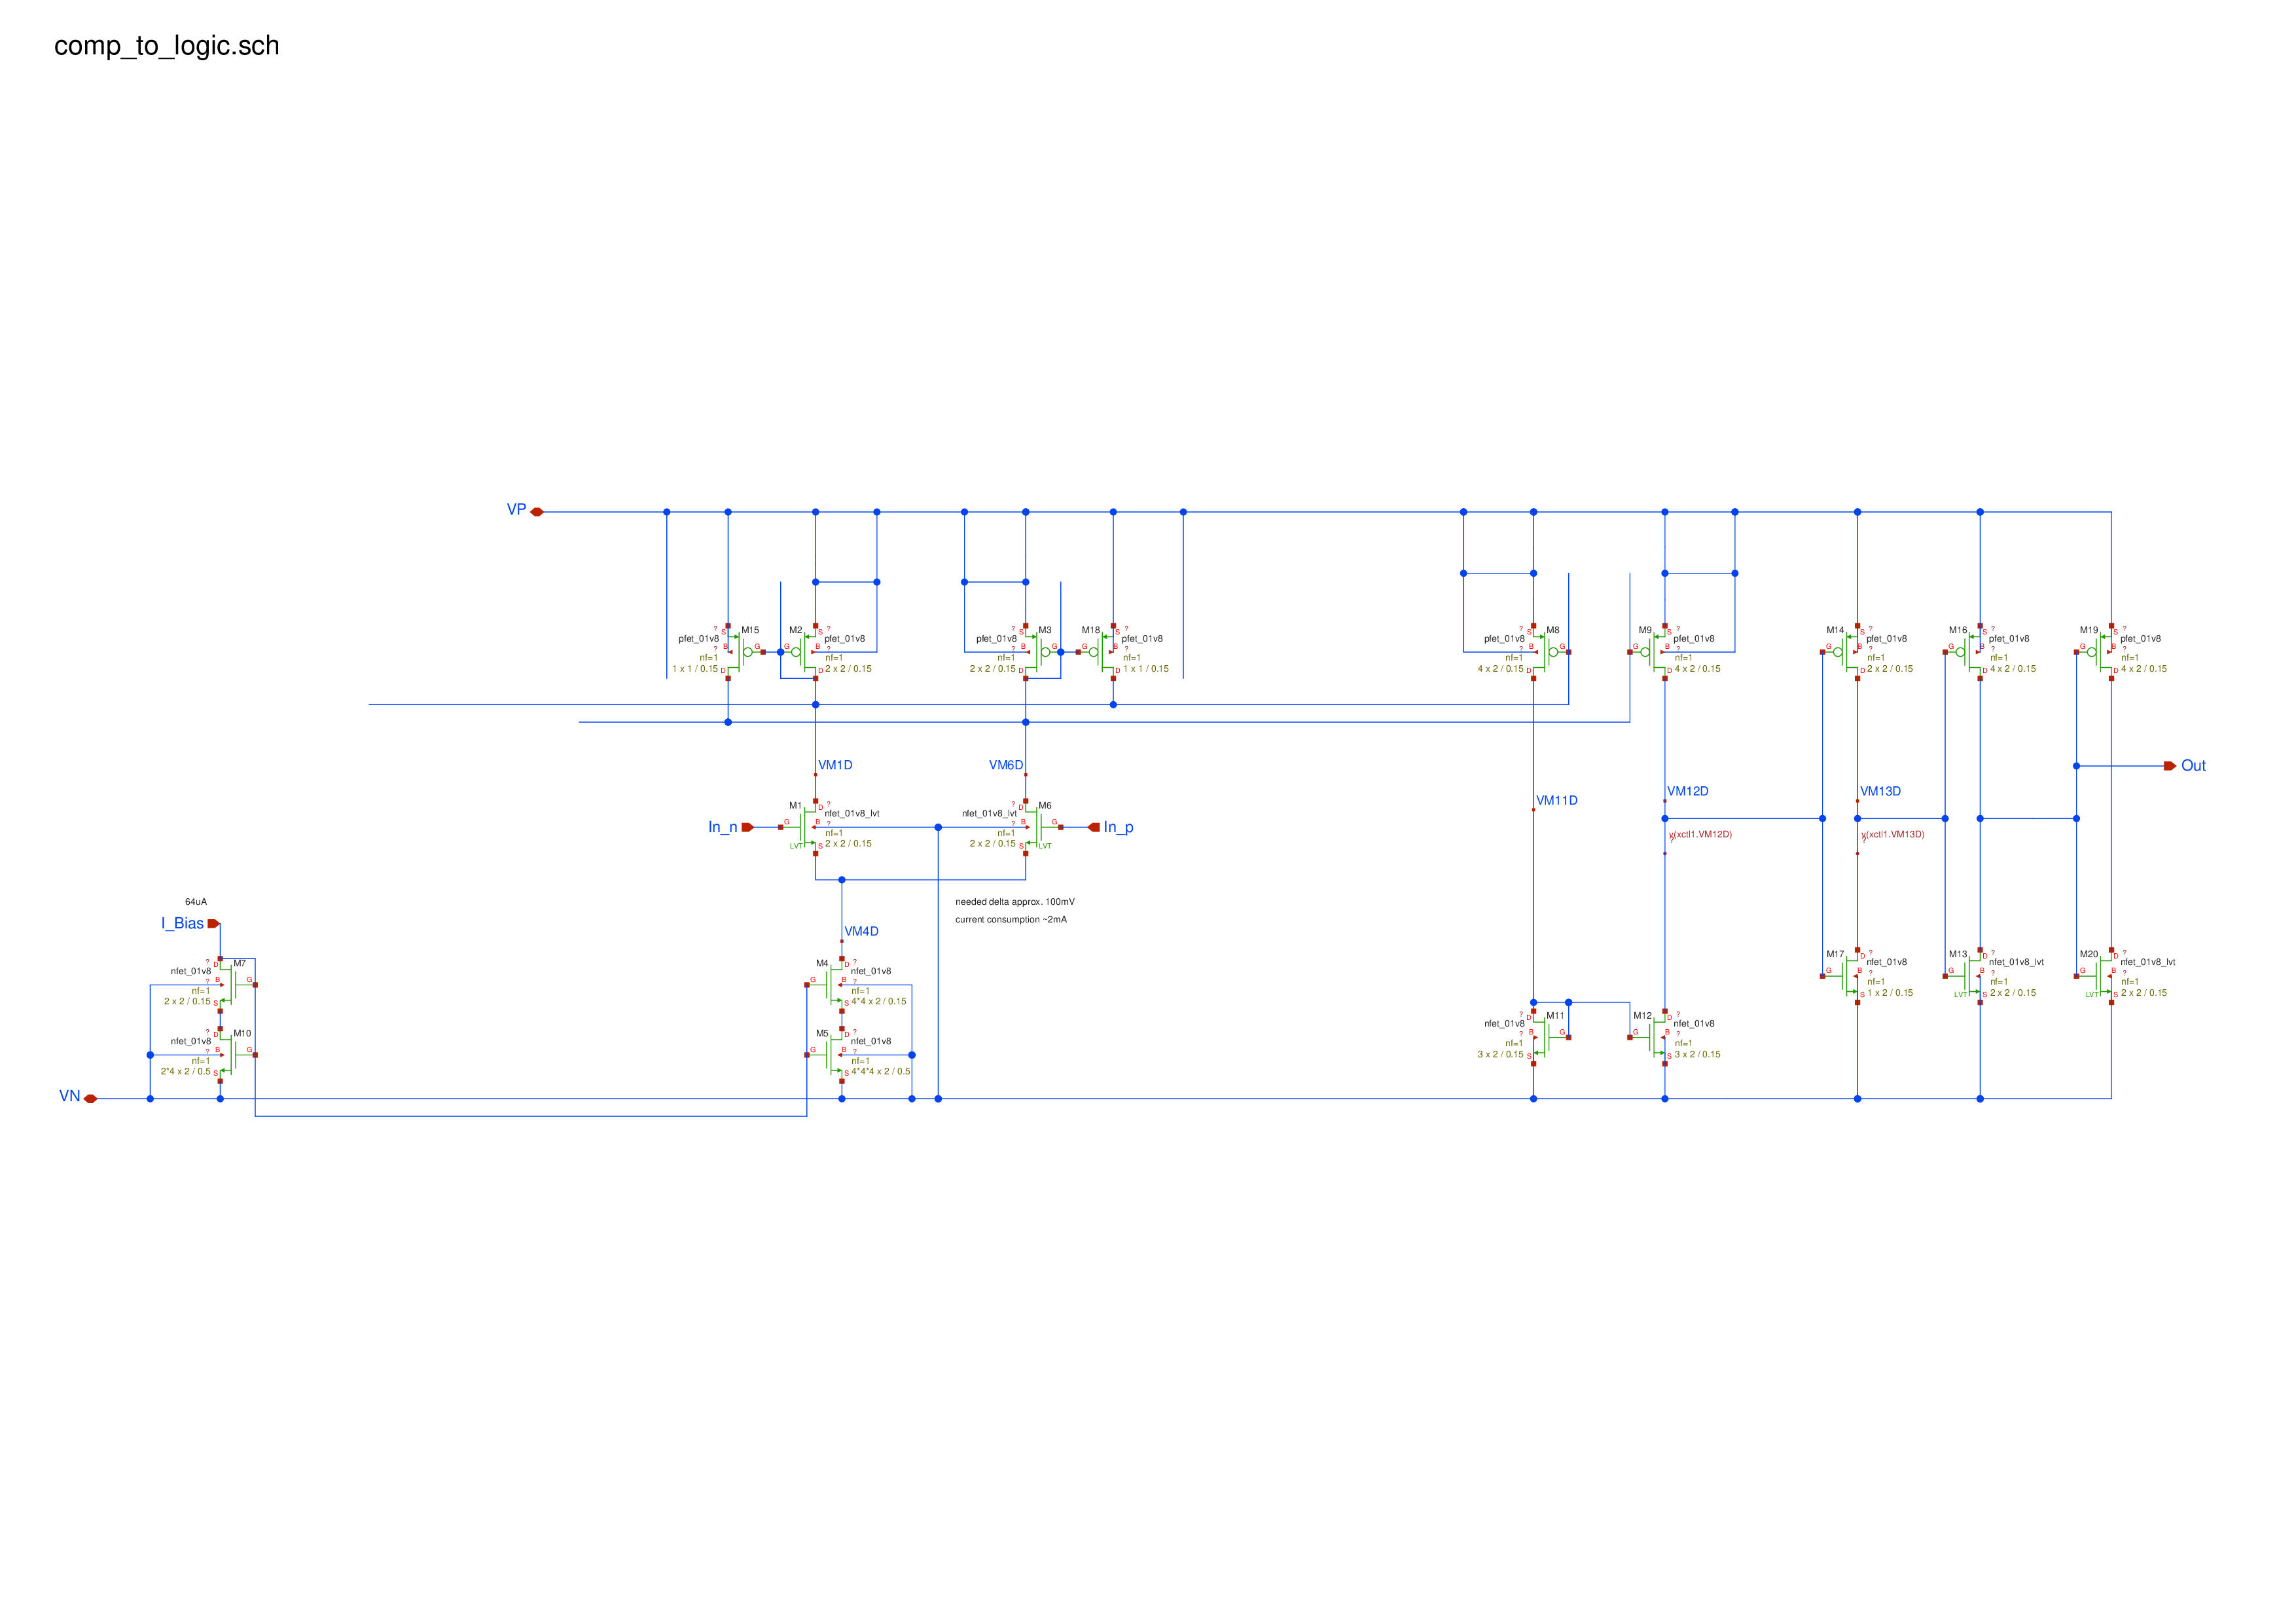 comp_to_logic.sch
VP
? S M15
pfet_01v8
? B G
nf=1
1 x 1 / 0.15 D
M2 S ?
pfet_01v8
G B ?
nf=1
D 2 x 2 / 0.15
? S M3
pfet_01v8
? B G
nf=1
2 x 2 / 0.15 D
M18 S ?
pfet_01v8
G B ?
nf=1
D 1 x 1 / 0.15
? S M8
pfet_01v8
? B G
nf=1
4 x 2 / 0.15 D
M9 S ?
pfet_01v8
G B ?
nf=1
D 4 x 2 / 0.15
M14 S ?
pfet_01v8
G B ?
nf=1
D 2 x 2 / 0.15
M16 S ?
pfet_01v8
G B ?
nf=1
D 4 x 2 / 0.15
M19 S ?
pfet_01v8
G B ?
nf=1
D 4 x 2 / 0.15
VM1D
VM6D
Out
VM11D
VM12D
VM13D
y(xctl1.VM12D)
?
y(xctl1.VM13D)
?
In_n
M1 D ?
nfet_01v8_lvt
G B ?
nf=1
LVT S 2 x 2 / 0.15
? D M6
nfet_01v8_lvt
? B G
nf=1
2 x 2 / 0.15 S LVT
In_p
64uA
I_Bias
needed delta approx. 100mV
current consumption ~2mA
VM4D
? D M7
nfet_01v8
? B G
nf=1
2 x 2 / 0.15 S
? D M10
nfet_01v8
? B G
nf=1
2*4 x 2 / 0.5 S
M4 D ?
nfet_01v8
G B ?
nf=1
S 4*4 x 2 / 0.15
M5 D ?
nfet_01v8
G B ?
nf=1
S 4*4*4 x 2 / 0.5
? D M11
nfet_01v8
? B G
nf=1
3 x 2 / 0.15 S
M12 D ?
nfet_01v8
G B ?
nf=1
S 3 x 2 / 0.15
M17 D ?
nfet_01v8
G B ?
nf=1
S 1 x 2 / 0.15
M13 D ?
nfet_01v8_lvt
G B ?
nf=1
LVT S 2 x 2 / 0.15
M20 D ?
nfet_01v8_lvt
G B ?
nf=1
LVT S 2 x 2 / 0.15
VN